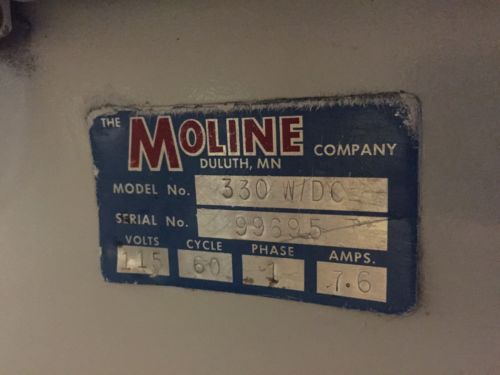 THE MOLINE COMPANY
DULUTH, MN
MODEL No. 330 W/DC
SERIAL No. 99695
VOLTS CYCLE PHASE AMPS.
115 60 1 7.6